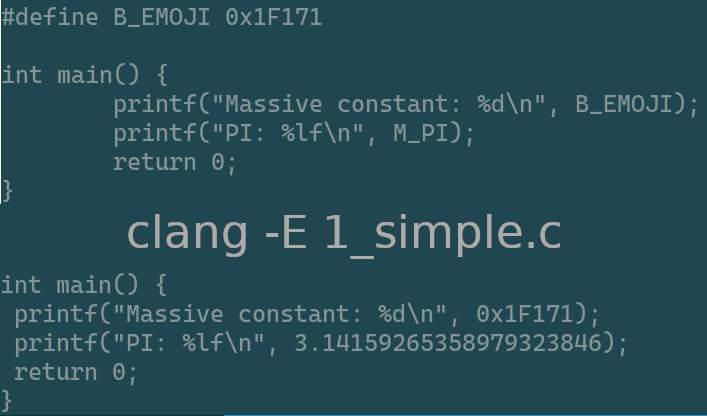 #define B_EMOJI 0x1F171
int main() {
printf("Massive constant: %d\n", B_EMOJI);
printf("PI: %lf\n", M_PI);
return 0;
}
clang -E 1_simple.c
int main() {
printf("Massive constant: %d\n", 0x1F171);
printf("PI: %lf\n", 3.14159265358979323846);
return 0;
}